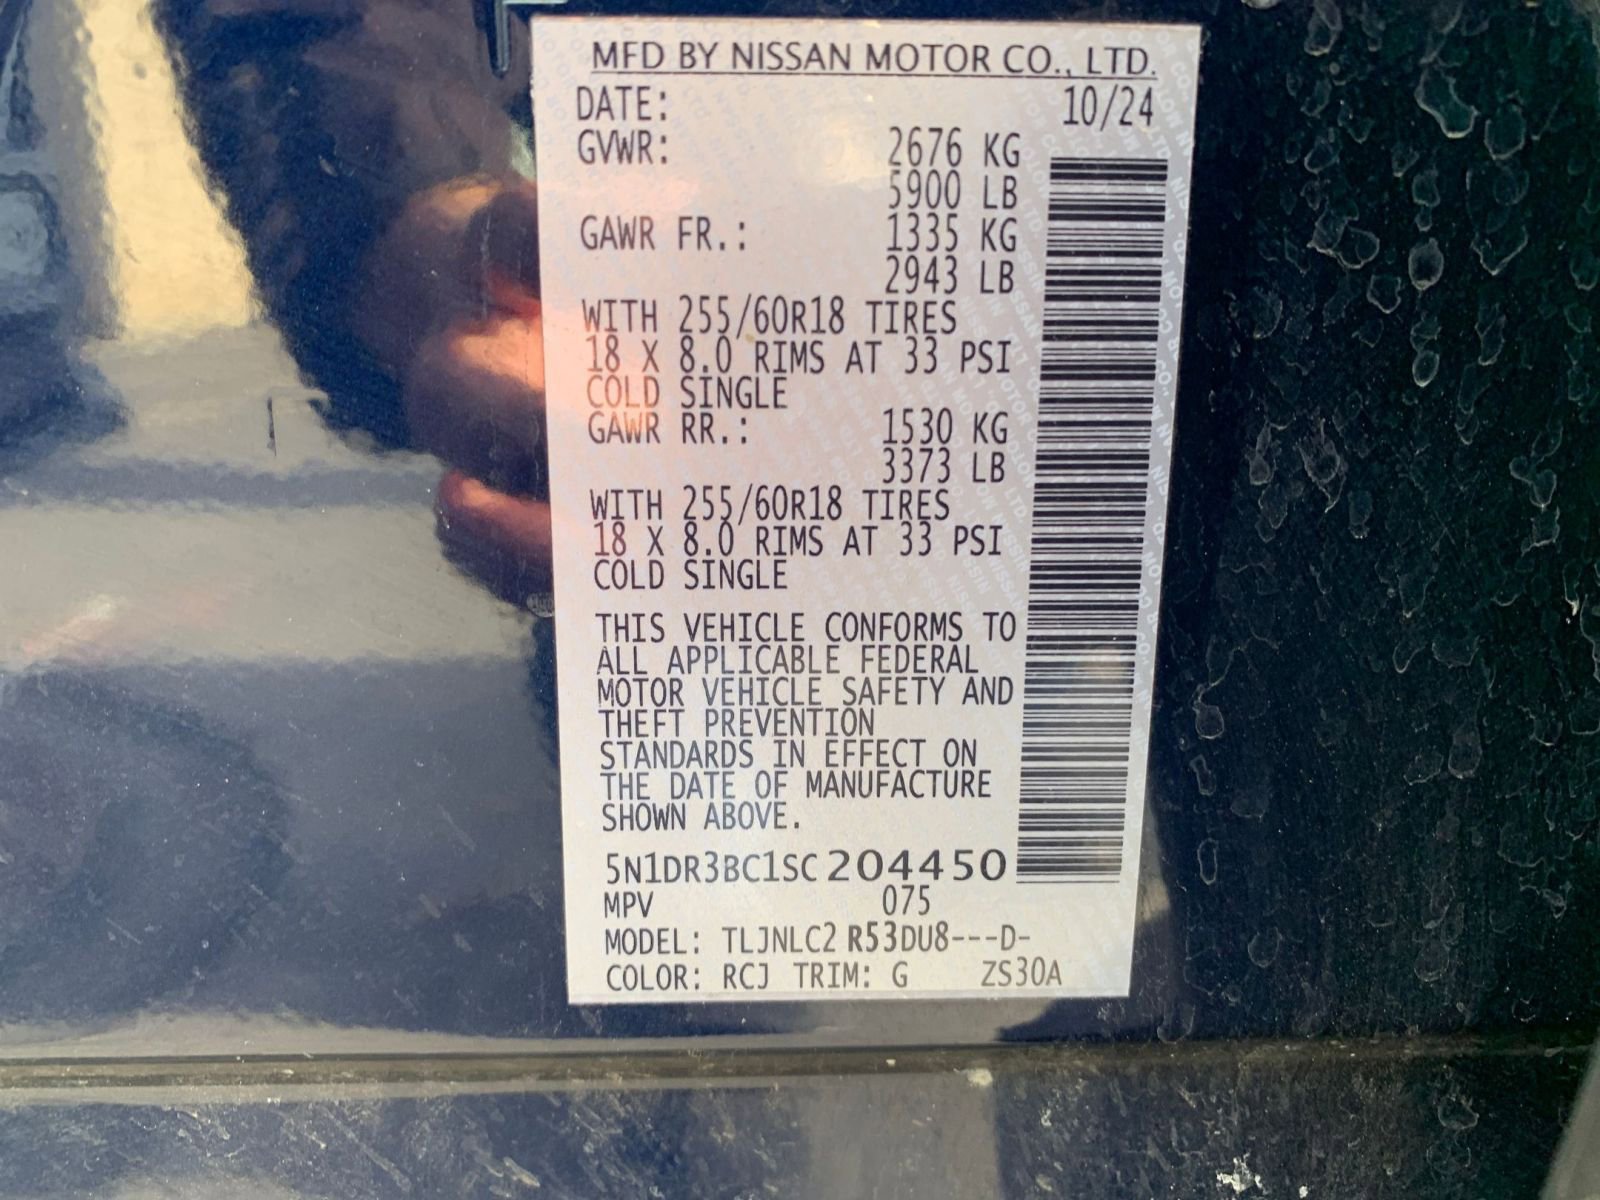 MFD BY NISSAN MOTOR CO., LTD.
DATE: 10/24
GVWR: 2676 KG
5900 LB
GAWR FR.: 1335 KG
2943 LB
WITH 255/60R18 TIRES
18 X 8.0 RIMS AT 33 PSI
COLD SINGLE
GAWR RR.: 1530 KG
3373 LB
WITH 255/60R18 TIRES
18 X 8.0 RIMS AT 33 PSI
COLD SINGLE
THIS VEHICLE CONFORMS TO
ALL APPLICABLE FEDERAL
MOTOR VEHICLE SAFETY AND
THEFT PREVENTION
STANDARDS IN EFFECT ON
THE DATE OF MANUFACTURE
SHOWN ABOVE.
5N1DR3BC1SC204450
MPV 075
MODEL: TLJNLC2 R53DU8---D-
COLOR: RCJ TRIM: G ZS30A